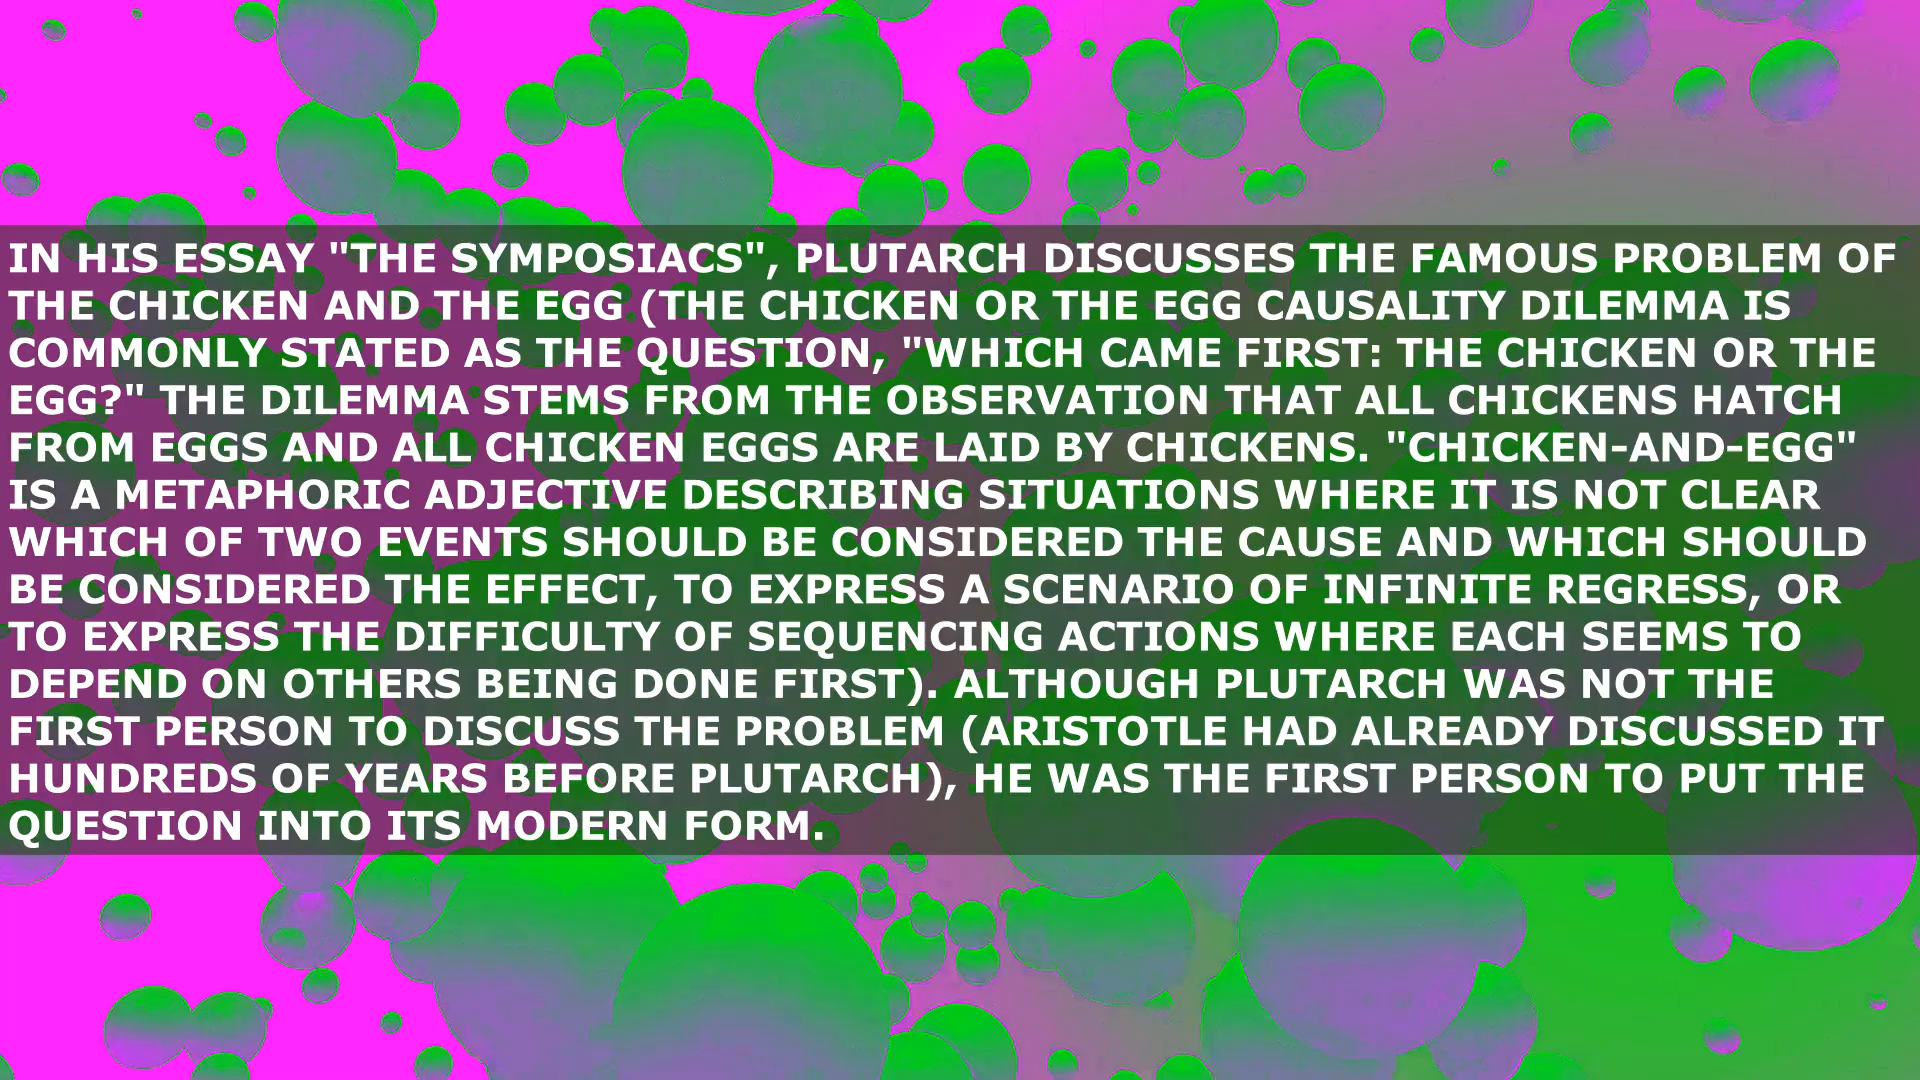 IN HIS ESSAY "THE SYMPOSIACS", PLUTARCH DISCUSSES THE FAMOUS PROBLEM OF
THE CHICKEN AND THE EGG (THE CHICKEN OR THE EGG CAUSALITY DILEMMA IS
COMMONLY STATED AS THE QUESTION, "WHICH CAME FIRST: THE CHICKEN OR THE
EGG?" THE DILEMMA STEMS FROM THE OBSERVATION THAT ALL CHICKENS HATCH
FROM EGGS AND ALL CHICKEN EGGS ARE LAID BY CHICKENS. "CHICKEN-AND-EGG"
IS A METAPHORIC ADJECTIVE DESCRIBING SITUATIONS WHERE IT IS NOT CLEAR
WHICH OF TWO EVENTS SHOULD BE CONSIDERED THE CAUSE AND WHICH SHOULD
BE CONSIDERED THE EFFECT, TO EXPRESS A SCENARIO OF INFINITE REGRESS, OR
TO EXPRESS THE DIFFICULTY OF SEQUENCING ACTIONS WHERE EACH SEEMS TO
DEPEND ON OTHERS BEING DONE FIRST). ALTHOUGH PLUTARCH WAS NOT THE
FIRST PERSON TO DISCUSS THE PROBLEM (ARISTOTLE HAD ALREADY DISCUSSED IT
HUNDREDS OF YEARS BEFORE PLUTARCH), HE WAS THE FIRST PERSON TO PUT THE
QUESTION INTO ITS MODERN FORM.